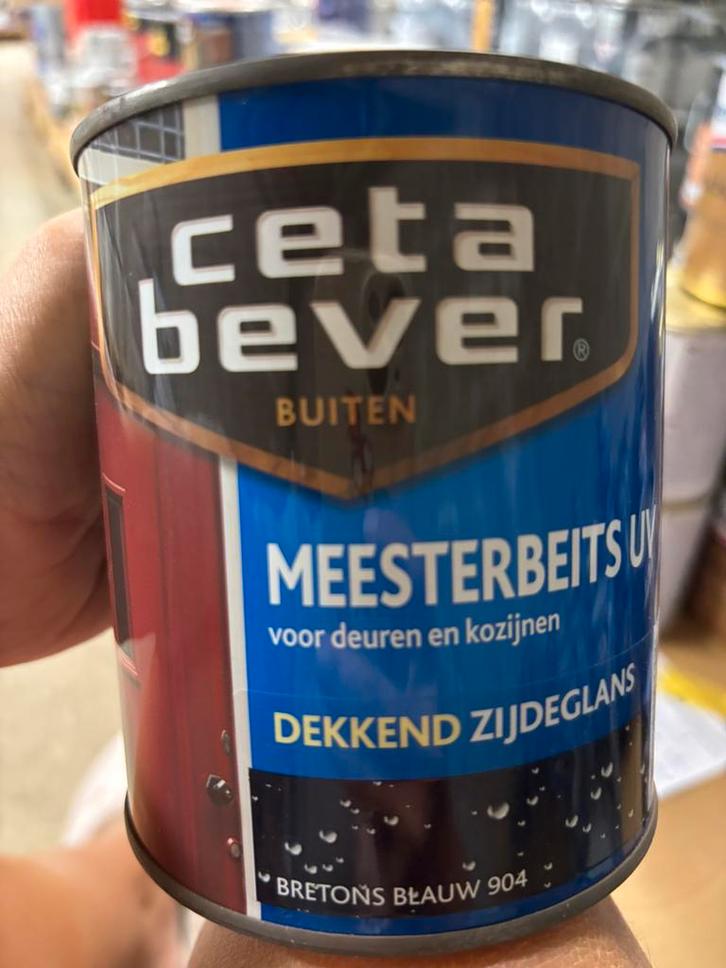 ceta
bever®
BUITEN
MEESTERBEITS UV
voor deuren en kozijnen
DEKKEND ZIJDEGLANS
BRETONS BLAUW 904